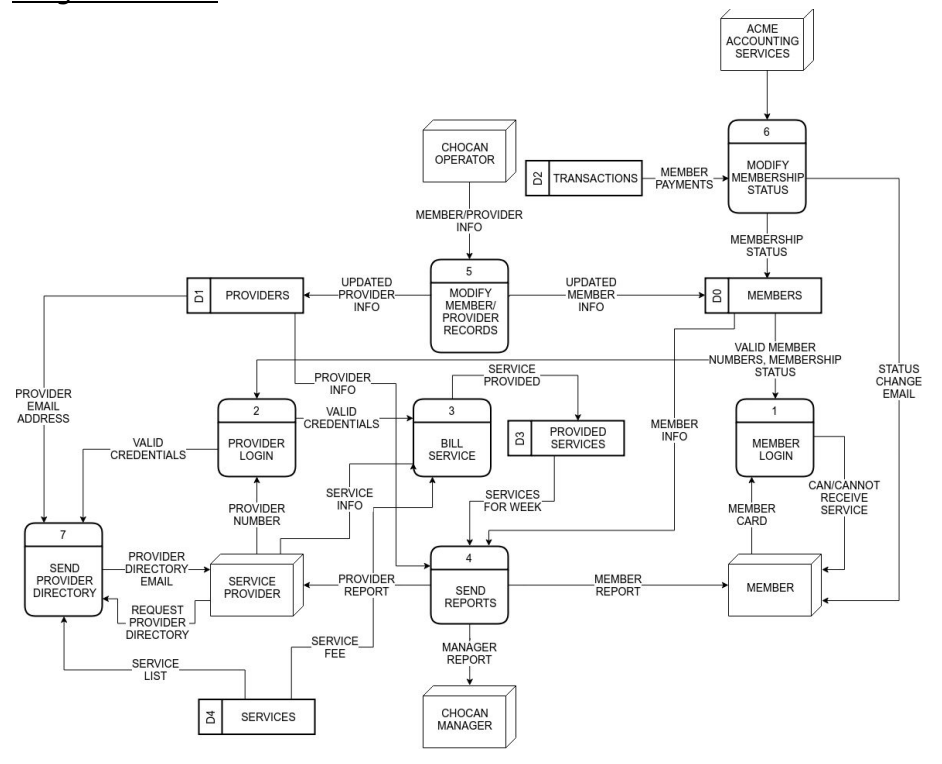 ACME
ACCOUNTING
SERVICES
6
MODIFY
MEMBERSHIP
STATUS
CHOCAN
OPERATOR
D2
TRANSACTIONS
MEMBER
PAYMENTS
MEMBER/PROVIDER
INFO
MEMBERSHIP
STATUS
5
MODIFY
MEMBER/
PROVIDER
RECORDS
D1
PROVIDERS
UPDATED
PROVIDER
INFO
UPDATED
MEMBER
INFO
D0
MEMBERS
VALID MEMBER
NUMBERS, MEMBERSHIP
STATUS
STATUS
CHANGE
EMAIL
PROVIDER
EMAIL
ADDRESS
PROVIDER
INFO
SERVICE
PROVIDED
2
PROVIDER
LOGIN
VALID
CREDENTIALS
3
BILL
SERVICE
D3
PROVIDED
SERVICES
MEMBER
INFO
1
MEMBER
LOGIN
VALID
CREDENTIALS
CAN/CANNOT
RECEIVE
SERVICE
PROVIDER
NUMBER
SERVICE
INFO
SERVICES
FOR WEEK
MEMBER
CARD
7
SEND
PROVIDER
DIRECTORY
PROVIDER
DIRECTORY
EMAIL
REQUEST
PROVIDER
DIRECTORY
SERVICE
PROVIDER
PROVIDER
REPORT
4
SEND
REPORTS
MEMBER
REPORT
MEMBER
SERVICE
FEE
MANAGER
REPORT
SERVICE
LIST
D4
SERVICES
CHOCAN
MANAGER